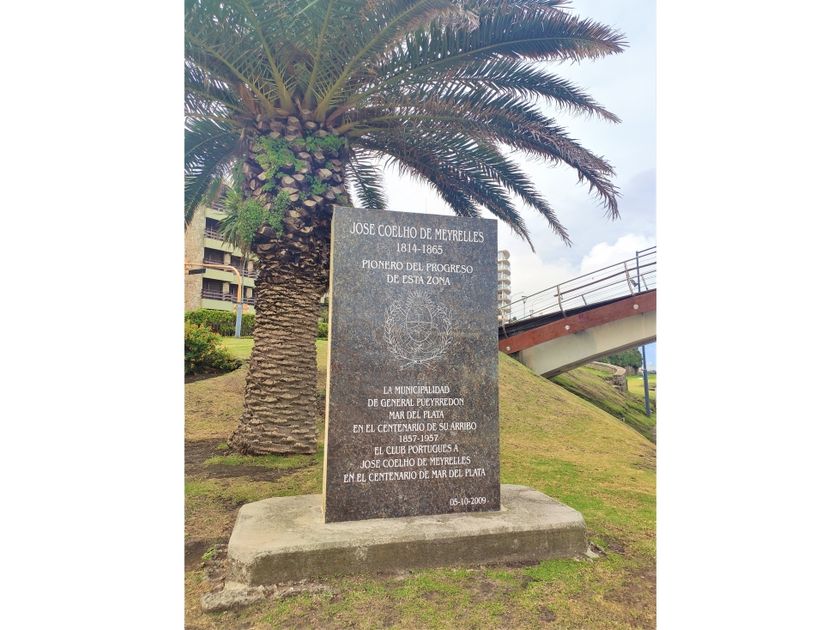 JOSE COELHO DE MEYRELLES
1814-1865
PIONERO DEL PROGRESO
DE ESTA ZONA
LA MUNICIPALIDAD
DE GENERAL PUEYRREDON
MAR DEL PLATA
EN EL CENTENARIO DE SU ARRIBO
1857-1957
EL CLUB PORTUGUES A
JOSE COELHO DE MEYRELLES
EN EL CENTENARIO DE MAR DEL PLATA
05-10-2009